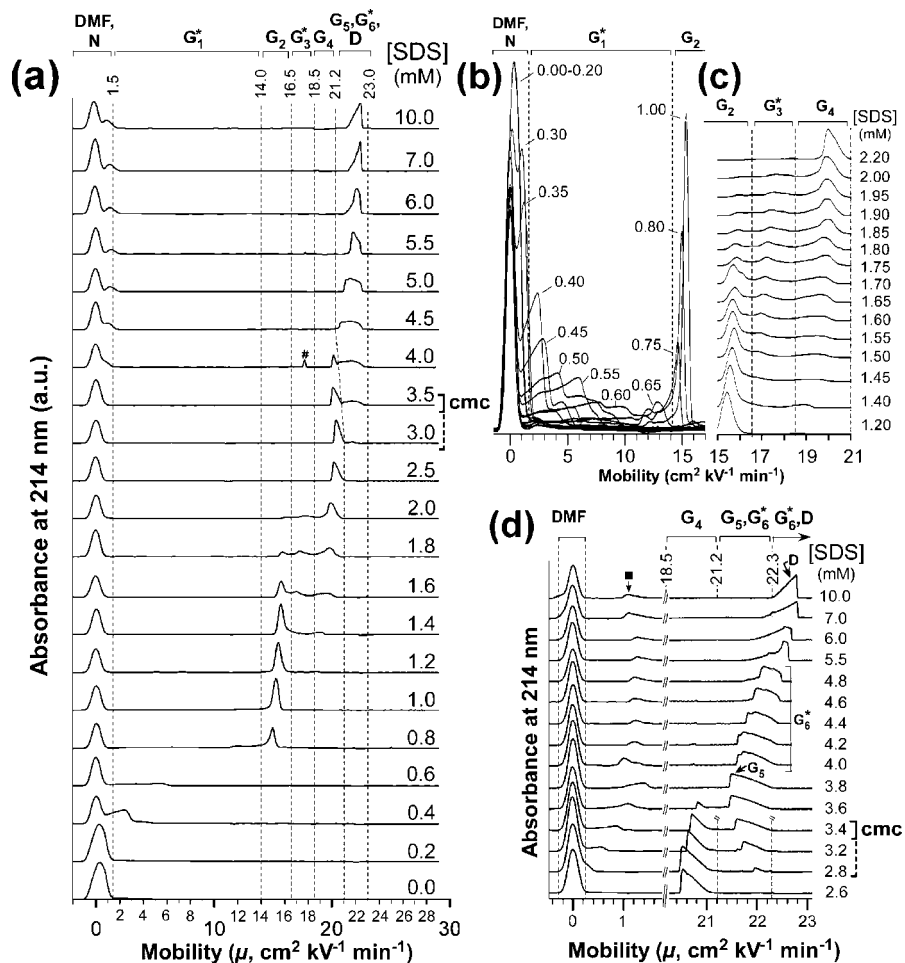 (a)
DMF, N G*1 G2 G*3 G4 G5,G*6, D
[SDS] (mM)
1.5 14.0 16.5 18.5 21.2 23.0
10.0
7.0
6.0
5.5
5.0
4.5
4.0
#
3.5
cmc
3.0
2.5
2.0
1.8
1.6
1.4
1.2
1.0
0.8
0.6
0.4
0.2
0.0
Absorbance at 214 nm (a.u.)
0 2 4 6 8 10 12 14 16 18 20 22 24 26 28 30
Mobility (μ, cm² kV⁻¹ min⁻¹)
(b)
DMF, N G*1 G2
0.00-0.20
0.30
0.35
0.40
0.45
0.50
0.55
0.60
0.65
0.75
0.80
1.00
0 5 10 15
Mobility (cm² kV⁻¹ min⁻¹)
(c)
G2 G*3 G4
[SDS] (mM)
2.20
2.00
1.95
1.90
1.85
1.80
1.75
1.70
1.65
1.60
1.55
1.50
1.45
1.40
1.20
15 17 19 21
(d)
DMF G4 G5,G*6 G*6,D
[SDS] (mM)
18.5 21.2 22.3
D
■
10.0
7.0
6.0
5.5
4.8
4.6
4.4
G*6
4.2
4.0
G5
3.8
3.6
3.4
cmc
3.2
2.8
2.6
Absorbance at 214 nm
0 1 21 22 23
Mobility (μ, cm² kV⁻¹ min⁻¹)